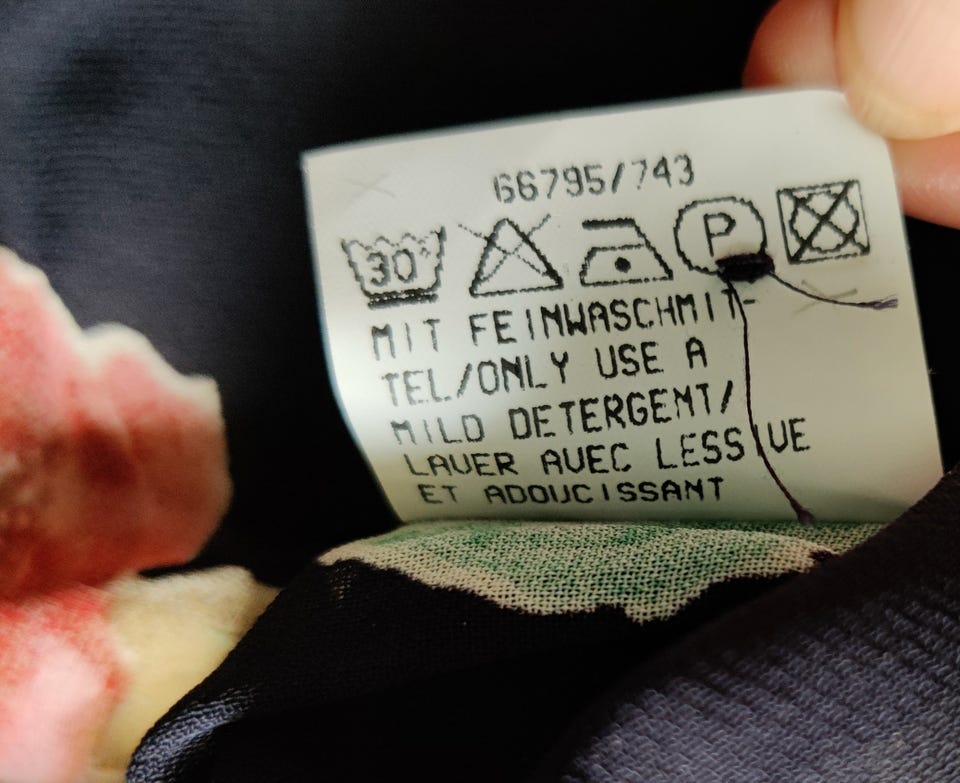 66795/743
30° P
MIT FEINWASCHMIT-
TEL/ONLY USE A
MILD DETERGENT/
LAVER AVEC LESSIVE
ET ADOUCISSANT